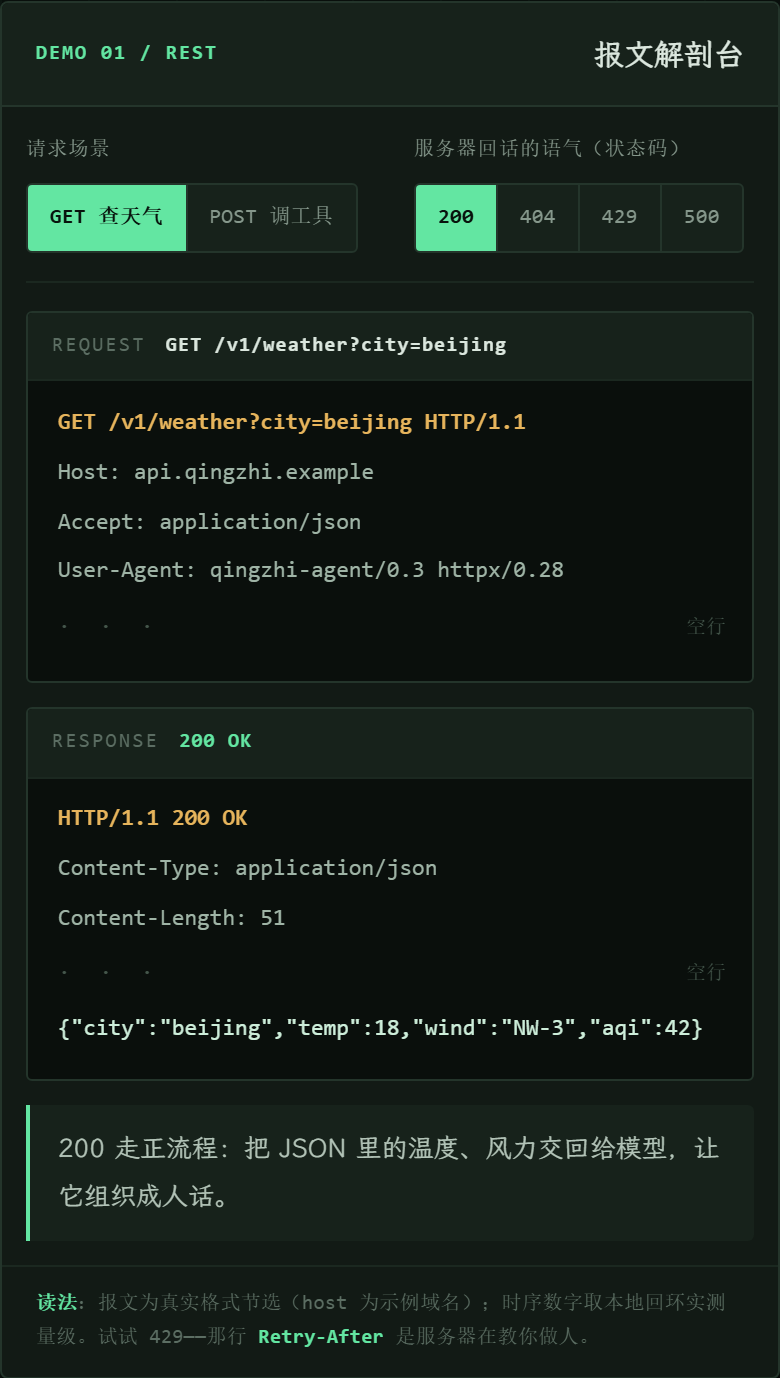 DEMO 01 / REST
报文解剖台
请求场景
服务器回话的语气（状态码）
GET 查天气
POST 调工具
200
404
429
500
REQUEST GET /v1/weather?city=beijing
GET /v1/weather?city=beijing HTTP/1.1
Host: api.qingzhi.example
Accept: application/json
User-Agent: qingzhi-agent/0.3 httpx/0.28
· · · 空行
RESPONSE 200 OK
HTTP/1.1 200 OK
Content-Type: application/json
Content-Length: 51
· · · 空行
{"city":"beijing","temp":18,"wind":"NW-3","aqi":42}
200 走正流程：把 JSON 里的温度、风力交回给模型，让
它组织成人话。
读法：报文为真实格式节选（host 为示例域名）；时序数字取本地回环实测
量级。试试 429——那行 Retry-After 是服务器在教你做人。